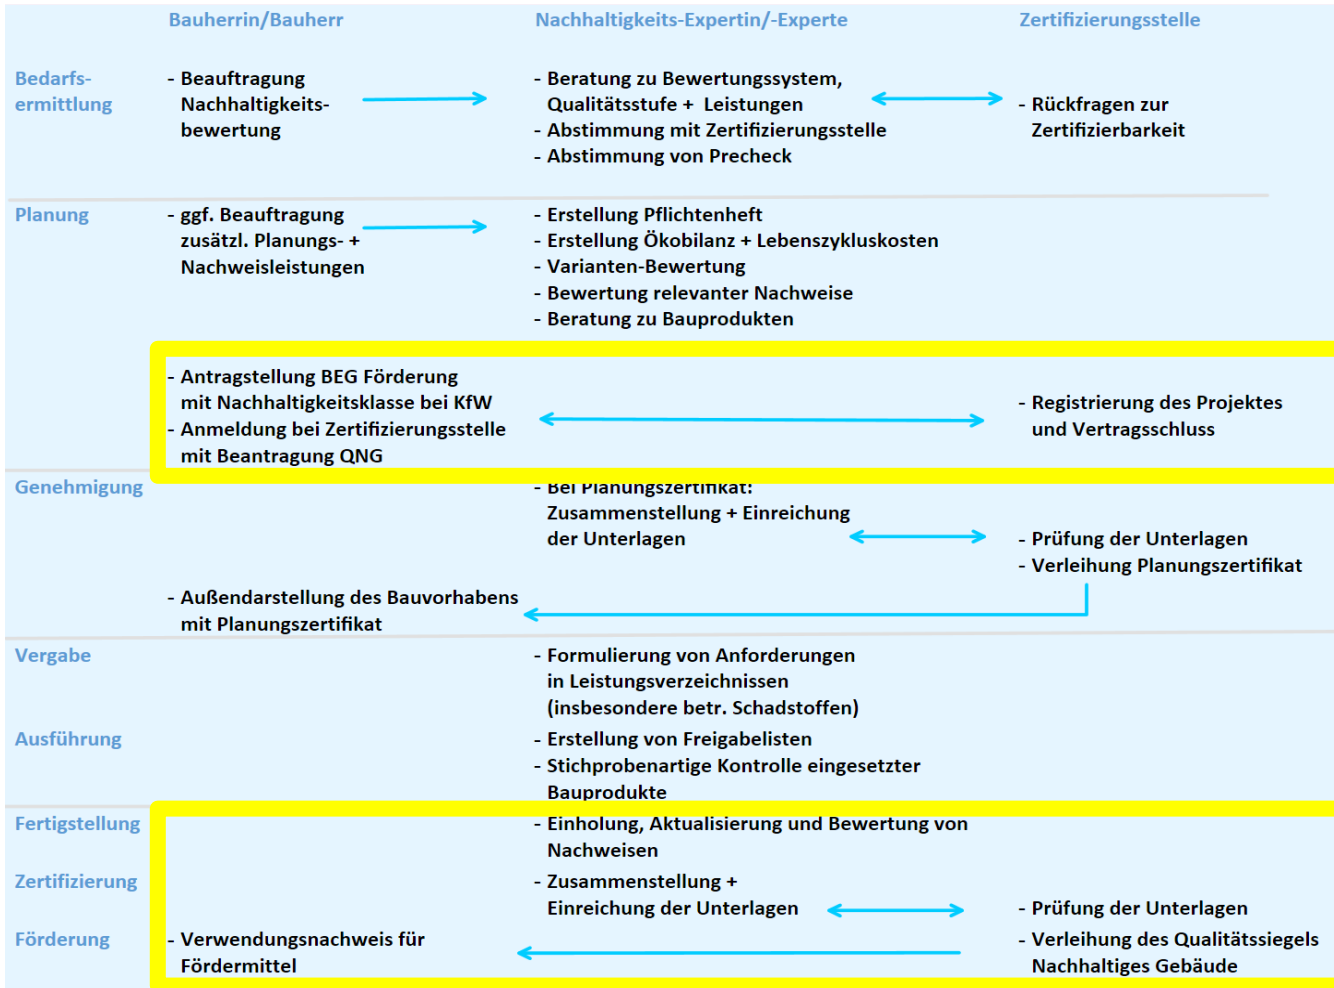 Bauherrin/Bauherr
Nachhaltigkeits-Expertin/-Experte
Zertifizierungsstelle
Bedarfs-
ermittlung
- Beauftragung
Nachhaltigkeits-
bewertung
- Beratung zu Bewertungssystem,
Qualitätsstufe + Leistungen
- Abstimmung mit Zertifizierungsstelle
- Abstimmung von Precheck
- Rückfragen zur
Zertifizierbarkeit
Planung
- ggf. Beauftragung
zusätzl. Planungs- +
Nachweisleistungen
- Erstellung Pflichtenheft
- Erstellung Ökobilanz + Lebenszykluskosten
- Varianten-Bewertung
- Bewertung relevanter Nachweise
- Beratung zu Bauprodukten
- Antragstellung BEG Förderung
mit Nachhaltigkeitsklasse bei KfW
- Anmeldung bei Zertifizierungsstelle
mit Beantragung QNG
- Registrierung des Projektes
und Vertragsschluss
Genehmigung
- Bei Planungszertifikat:
Zusammenstellung + Einreichung
der Unterlagen
- Prüfung der Unterlagen
- Verleihung Planungszertifikat
- Außendarstellung des Bauvorhabens
mit Planungszertifikat
Vergabe
- Formulierung von Anforderungen
in Leistungsverzeichnissen
(insbesondere betr. Schadstoffen)
Ausführung
- Erstellung von Freigabelisten
- Stichprobenartige Kontrolle eingesetzter
Bauprodukte
Fertigstellung
- Einholung, Aktualisierung und Bewertung von
Nachweisen
Zertifizierung
- Zusammenstellung +
Einreichung der Unterlagen
- Prüfung der Unterlagen
Förderung
- Verwendungsnachweis für
Fördermittel
- Verleihung des Qualitätssiegels
Nachhaltiges Gebäude